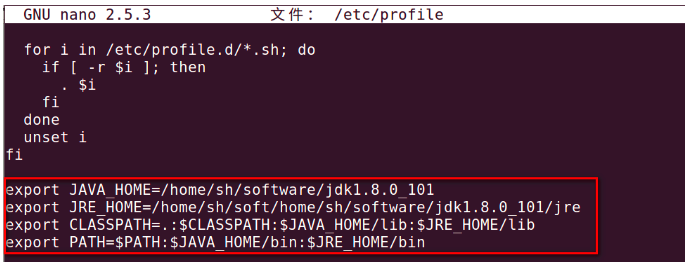 GNU nano 2.5.3 文件： /etc/profile
for i in /etc/profile.d/*.sh; do
if [ -r $i ]; then
. $i
fi
done
unset i
fi
export JAVA_HOME=/home/sh/software/jdk1.8.0_101
export JRE_HOME=/home/sh/soft/home/sh/software/jdk1.8.0_101/jre
export CLASSPATH=.:$CLASSPATH:$JAVA_HOME/lib:$JRE_HOME/lib
export PATH=$PATH:$JAVA_HOME/bin:$JRE_HOME/bin